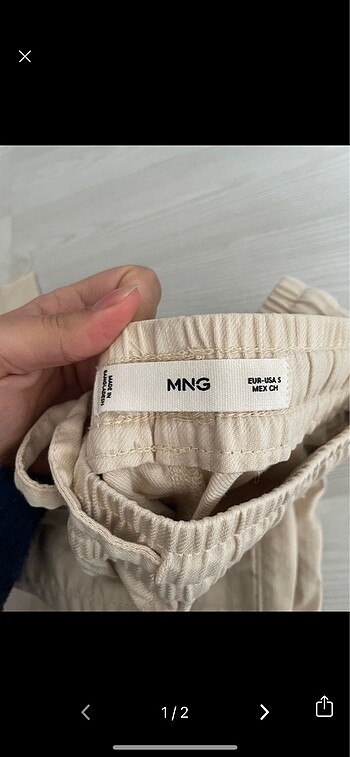 MADE IN
BANGLADESH
MNG
EUR-USA S
MEX CH
1/2